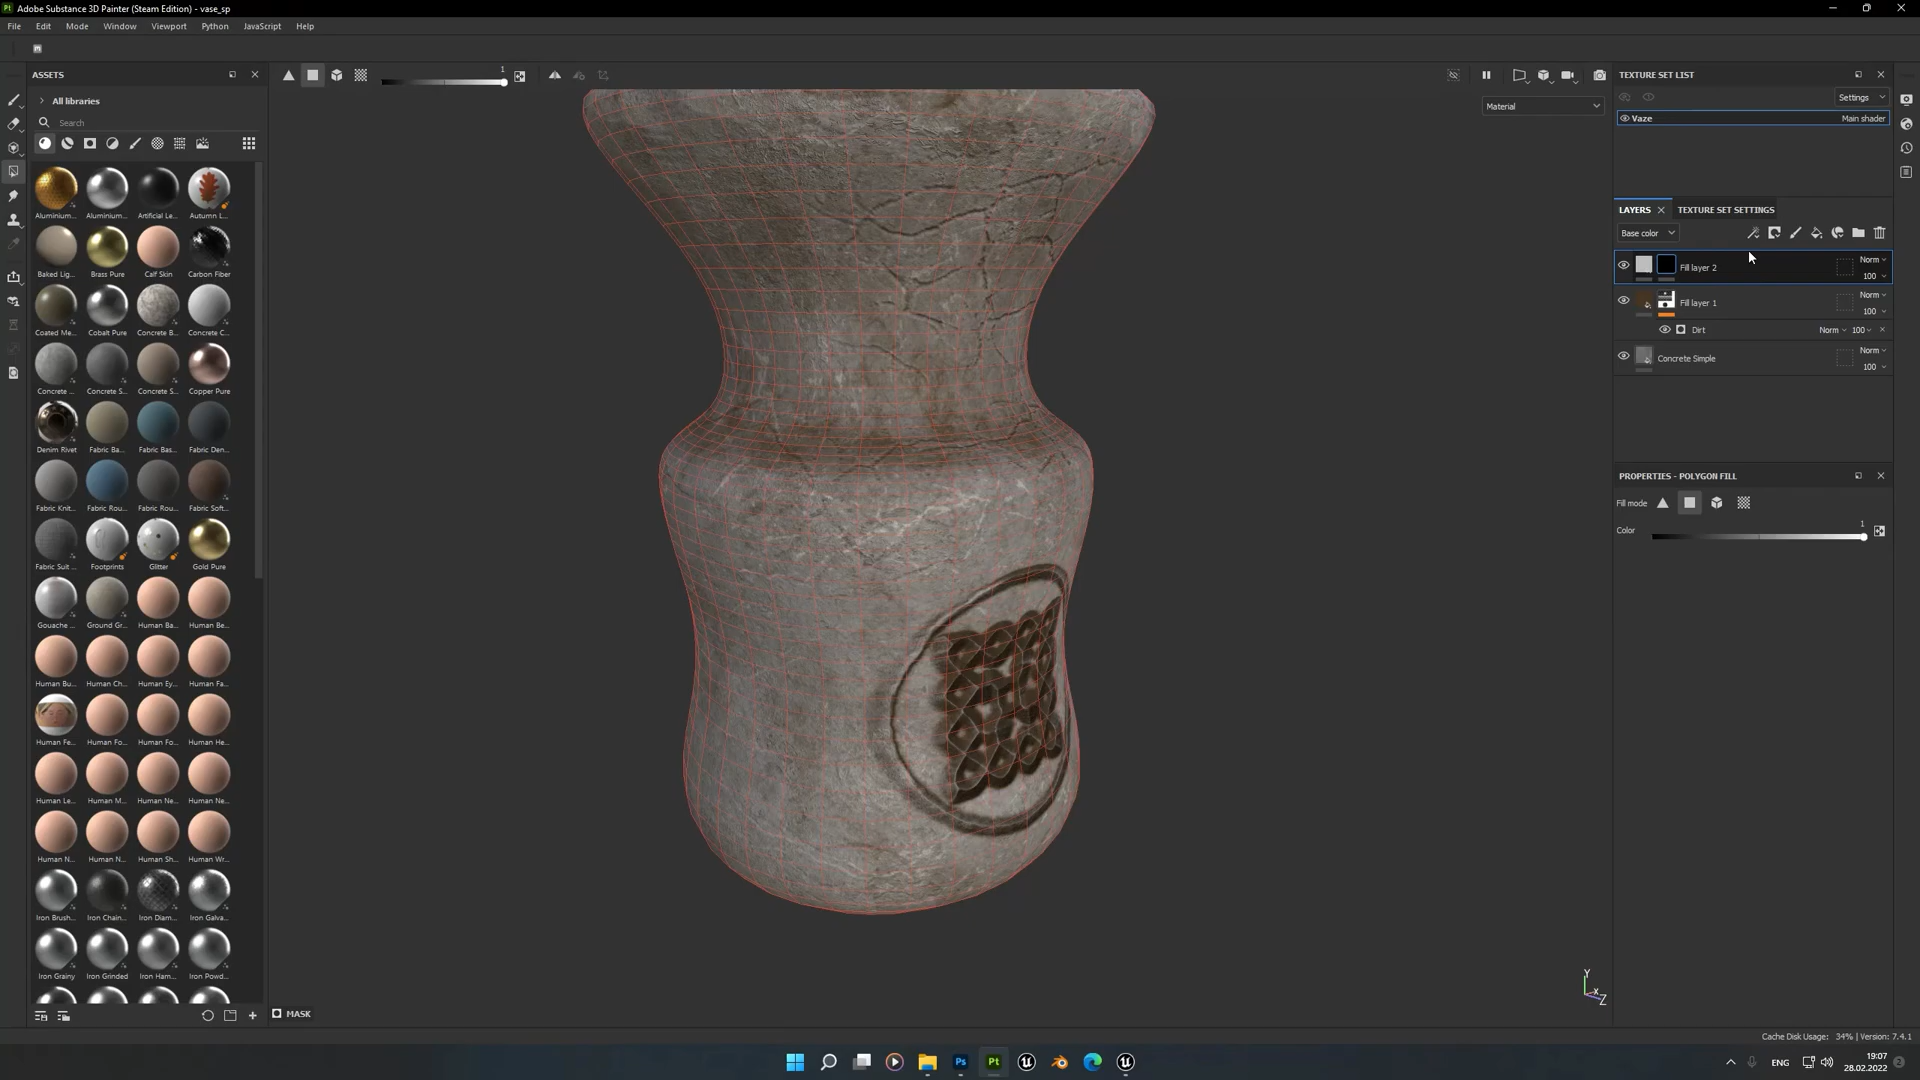 Adobe Substance 3D Painter (Steam Edition) - vase_sp
File Edit Mode Window Viewport Python JavaScript Help
ASSETS
All libraries
Search
Aluminium... Aluminium... Artificial Le... Autumn L...
Baked Lig... Brass Pure Calf Skin Carbon Fiber
Coated Me... Cobalt Pure Concrete B... Concrete C...
Concrete ... Concrete S... Concrete S... Copper Pure
Denim Rivet Fabric Ba... Fabric Bas... Fabric Den...
Fabric Knit... Fabric Rou... Fabric Rou... Fabric Soft...
Fabric Suit ... Footprints Glitter Gold Pure
Gouache ... Ground Gr... Human Ba... Human Be...
Human Bu... Human Ch... Human Ey... Human Fa...
Human Fe... Human Fo... Human Fo... Human He...
Human Le... Human M... Human Ne... Human Ne...
Human N... Human N... Human Sh... Human Wr...
Iron Brush... Iron Chain... Iron Diam... Iron Galva...
Iron Grainy Iron Grinded Iron Ham... Iron Powd...
1
Material
MASK
Y
X
Z
TEXTURE SET LIST
Settings
Vaze Main shader
LAYERS TEXTURE SET SETTINGS
Base color
Fill layer 2 Norm
100
Fill layer 1 Norm
100
Dirt Norm 100
Concrete Simple Norm
100
PROPERTIES - POLYGON FILL
Fill mode
Color 1
Cache Disk Usage: 34% | Version: 7.4.1
Ps Pt
ENG 19:07
28.02.2022 2